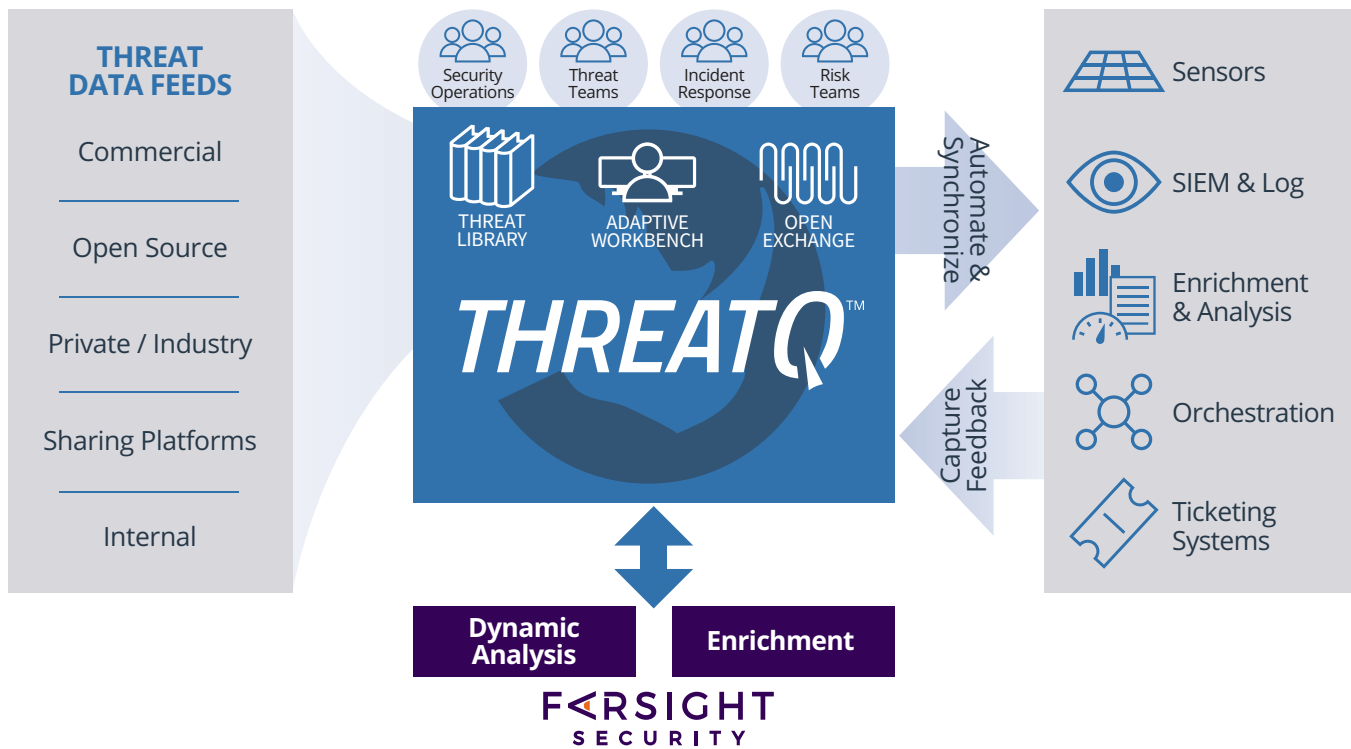 THREAT
DATA FEEDS
Commercial
Open Source
Private / Industry
Sharing Platforms
Internal
Security
Operations
Threat
Teams
Incident
Response
Risk
Teams
THREAT
LIBRARY
ADAPTIVE
WORKBENCH
OPEN
EXCHANGE
THREATQ™
Automate &
Synchronize
Capture
Feedback
Sensors
SIEM & Log
Enrichment
& Analysis
Orchestration
Ticketing
Systems
Dynamic
Analysis
Enrichment
FARSIGHT
SECURITY